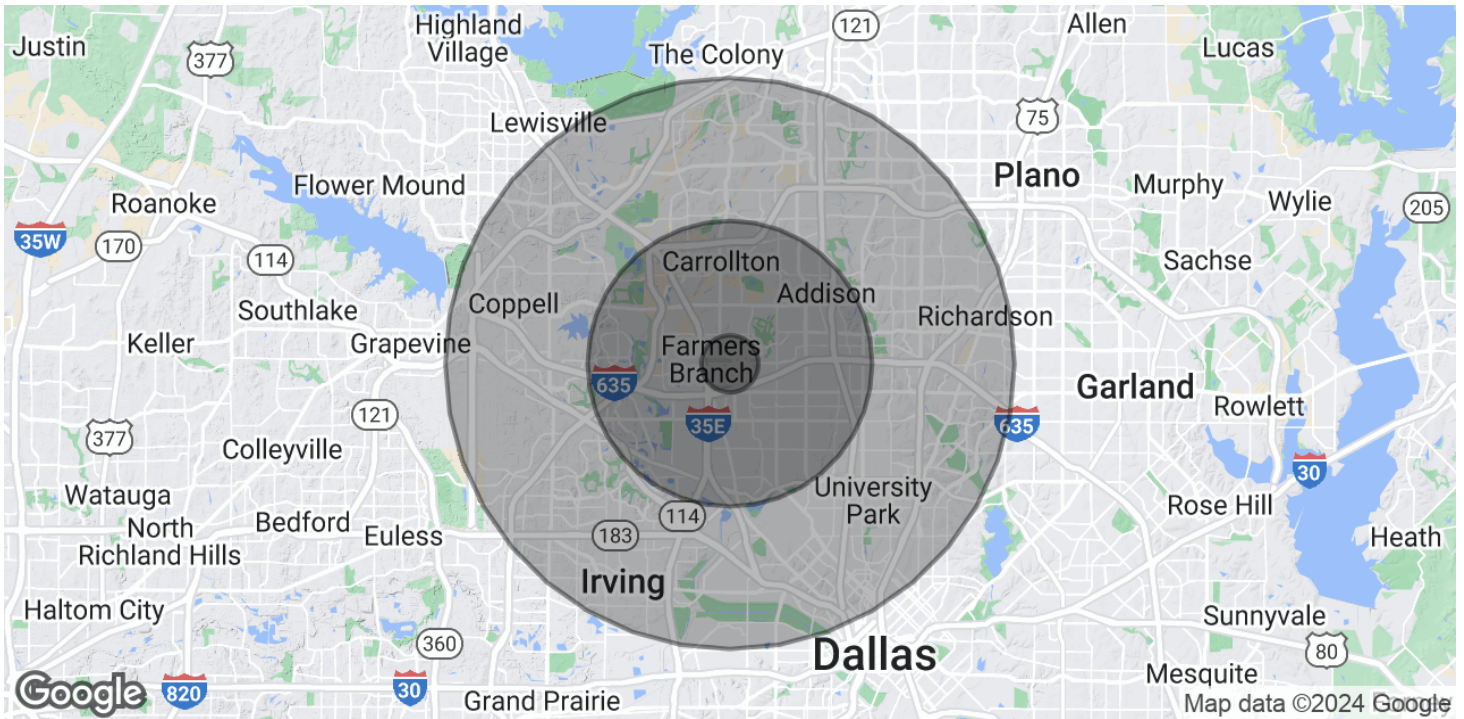 Justin
377
Highland
Village
The Colony
121
Allen
Lucas
Lewisville
75
Flower Mound
Plano
Murphy
Wylie
Roanoke
205
35W
170
114
Carrollton
Sachse
Southlake
Coppell
Addison
Richardson
Keller
Grapevine
Farmers
Branch
635
Garland
Rowlett
121
377
35E
635
Colleyville
30
Watauga
University
Park
Rose Hill
North
Richland Hills
Bedford
Euless
183
114
Heath
Irving
Haltom City
Sunnyvale
360
Dallas
80
Mesquite
Google
820
30
Grand Prairie
Map data ©2024 Google